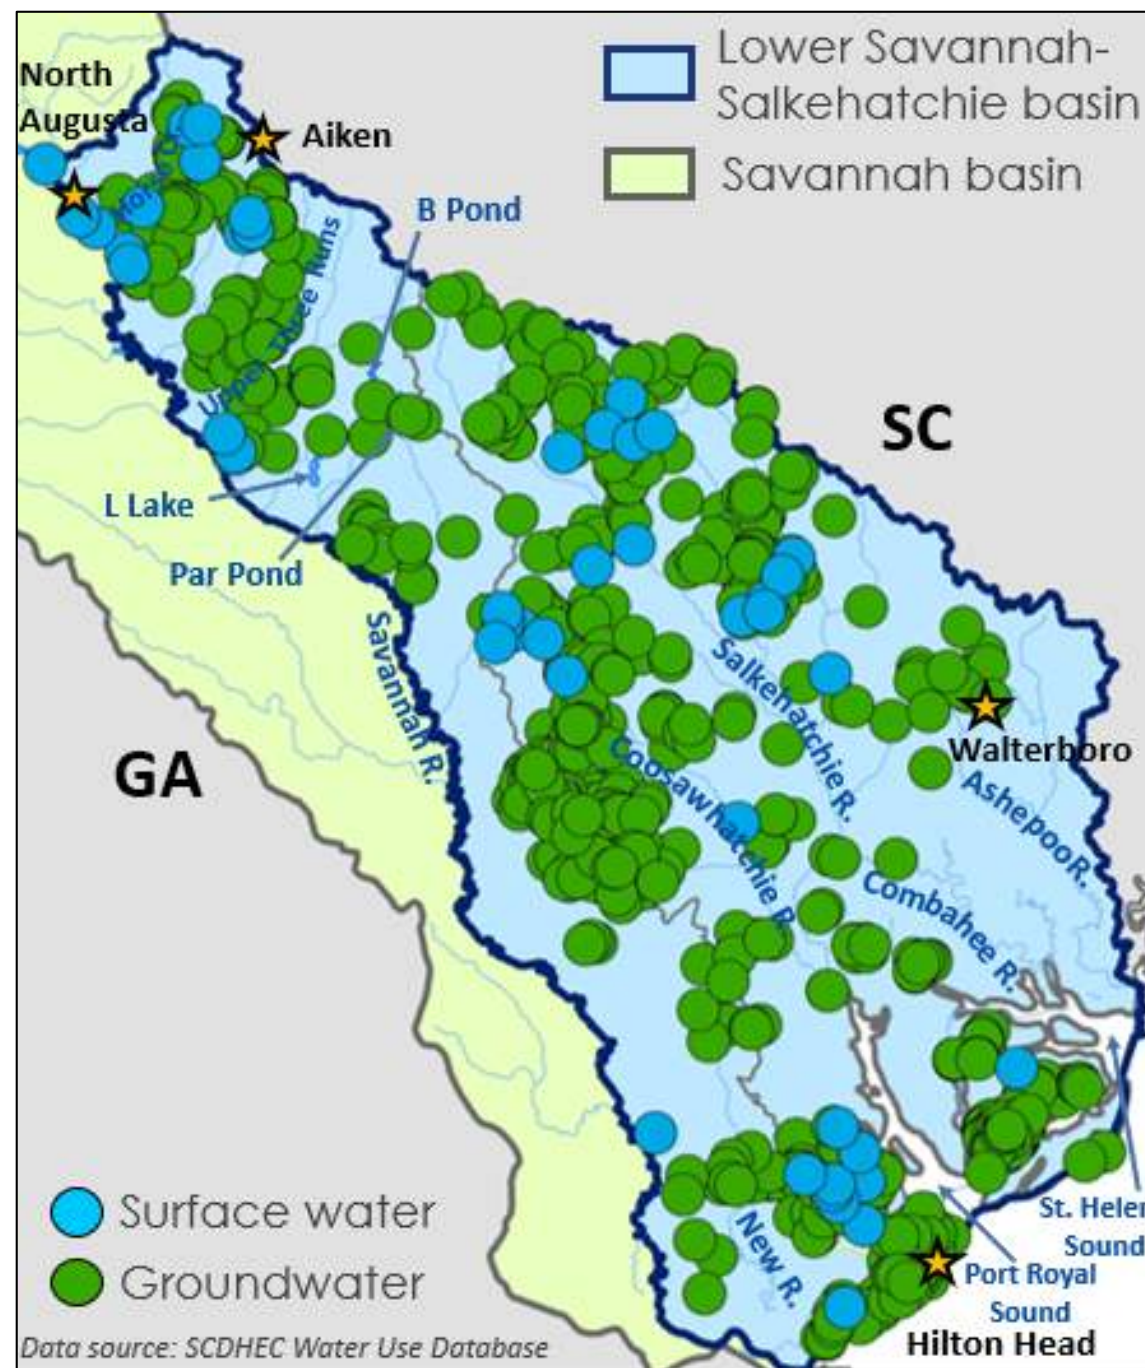 North
Augusta
Lower Savannah-
Salkehatchie basin
Aiken
Savannah basin
B Pond
Upper Three Runs
SC
L Lake
Par Pond
Savannah R.
Salkehatchie R.
GA
Walterboro
Coosawhatchie R.
Ashepoo R.
Combahee R.
St. Helen
Sound
Surface water
New R.
Port Royal
Sound
Groundwater
Hilton Head
Data source: SCDHEC Water Use Database